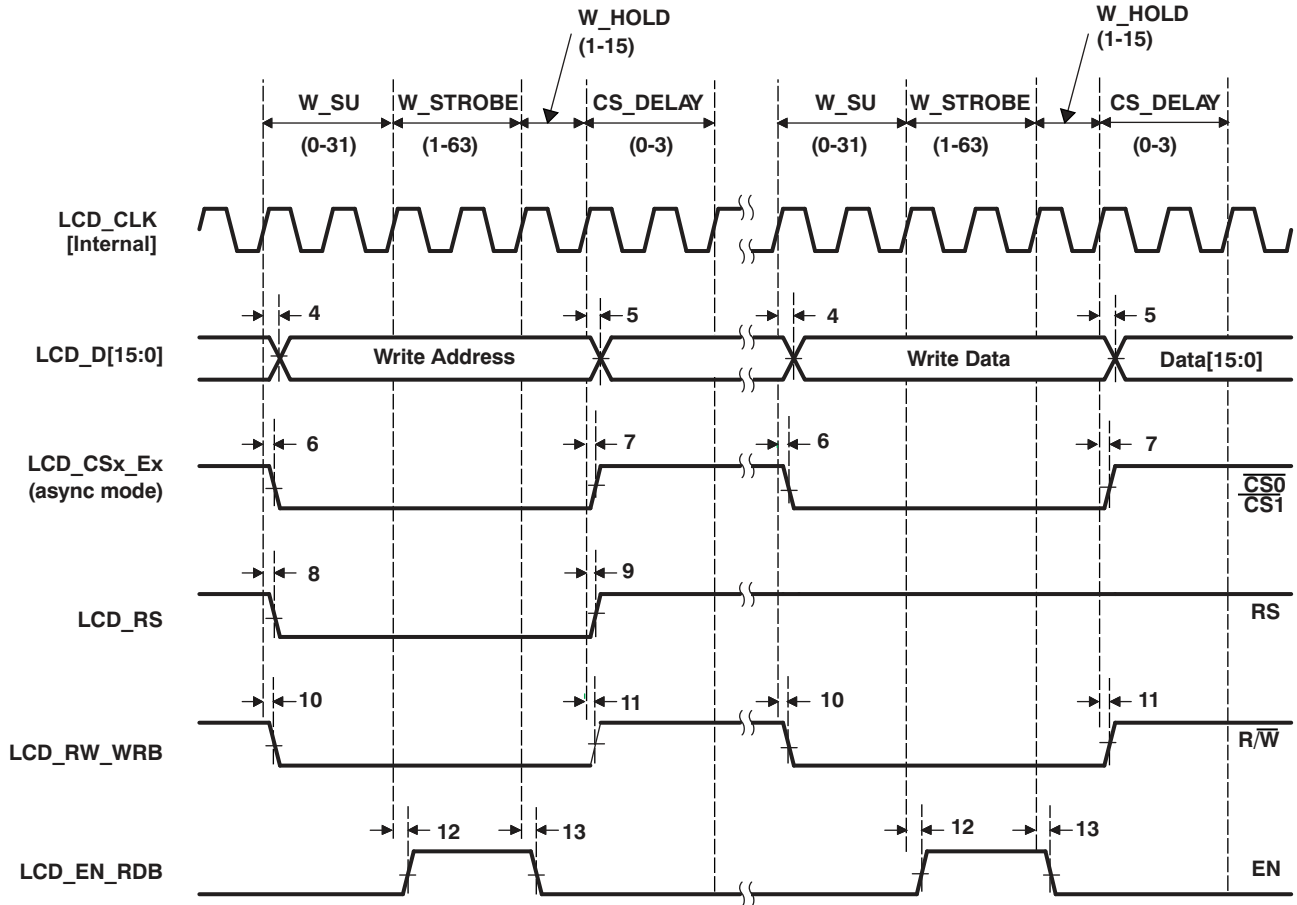 W_HOLD
(1-15)
W_HOLD
(1-15)
W_SU
W_STROBE
CS_DELAY
W_SU
W_STROBE
CS_DELAY
(0-31)
(1-63)
(0-3)
(0-31)
(1-63)
(0-3)
LCD_CLK
[Internal]
4
5
4
5
LCD_D[15:0]
Write Address
Write Data
Data[15:0]
6
7
6
7
LCD_CSx_Ex
(async mode)
CS0
CS1
8
9
LCD_RS
RS
10
11
10
11
LCD_RW_WRB
R/W
12
13
12
13
LCD_EN_RDB
EN